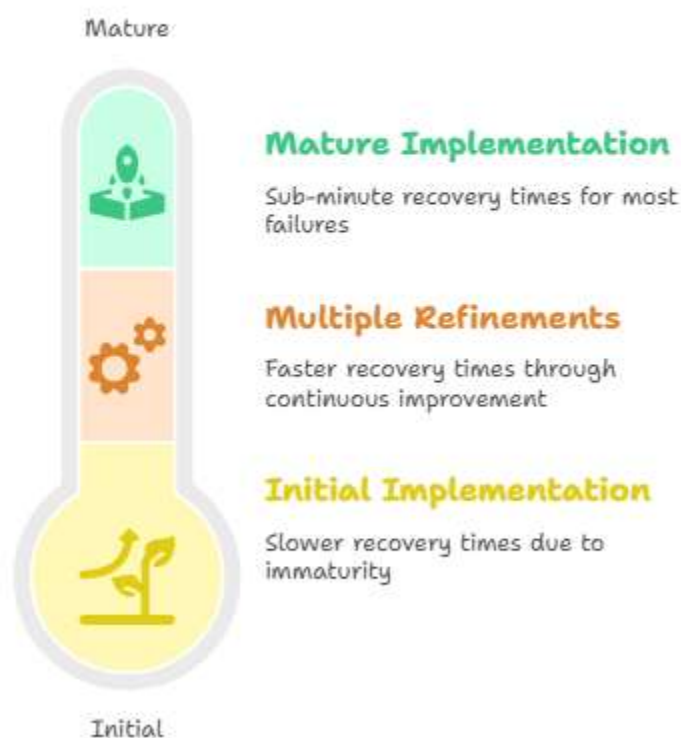 Mature
Mature Implementation
Sub-minute recovery times for most
failures
Multiple Refinements
Faster recovery times through
continuous improvement
Initial Implementation
Slower recovery times due to
immaturity
Initial